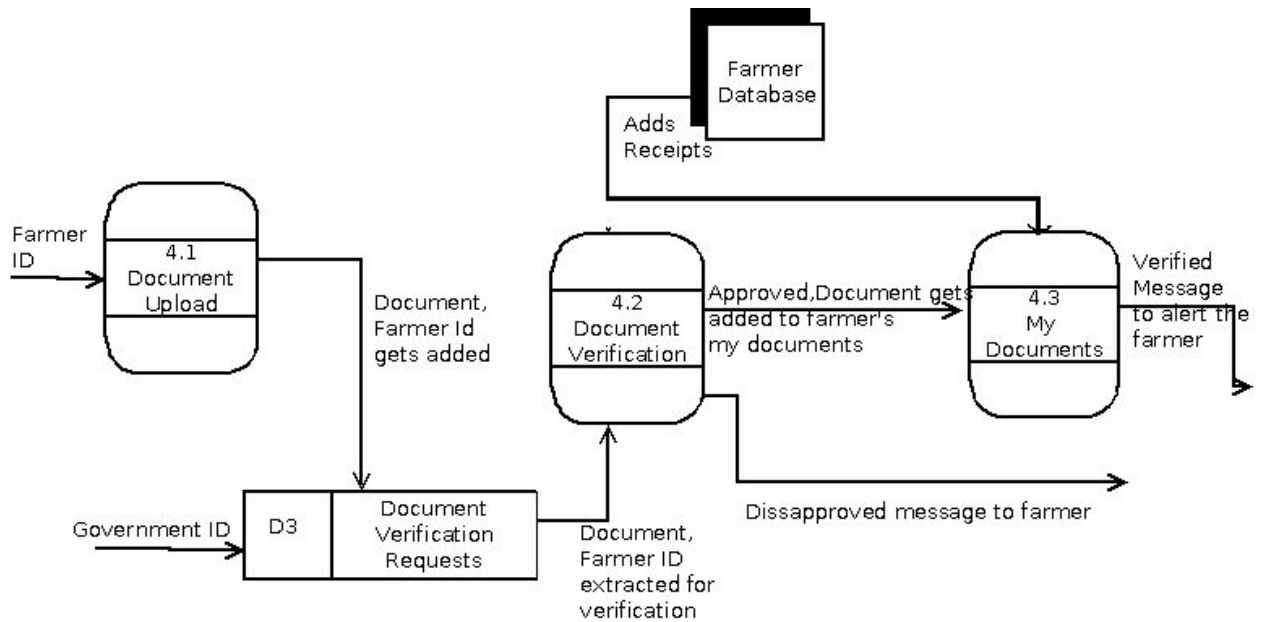 Farmer
Database
Adds
Receipts
Farmer
ID
4.1
Document
Upload
Document,
Farmer Id
gets added
4.2
Document
Verification
Approved,Document gets
added to farmer's
my documents
4.3
My
Documents
Verified
Message
to alert the
farmer
Government ID
D3
Document
Verification
Requests
Document,
Farmer ID
extracted for
verification
Dissapproved message to farmer